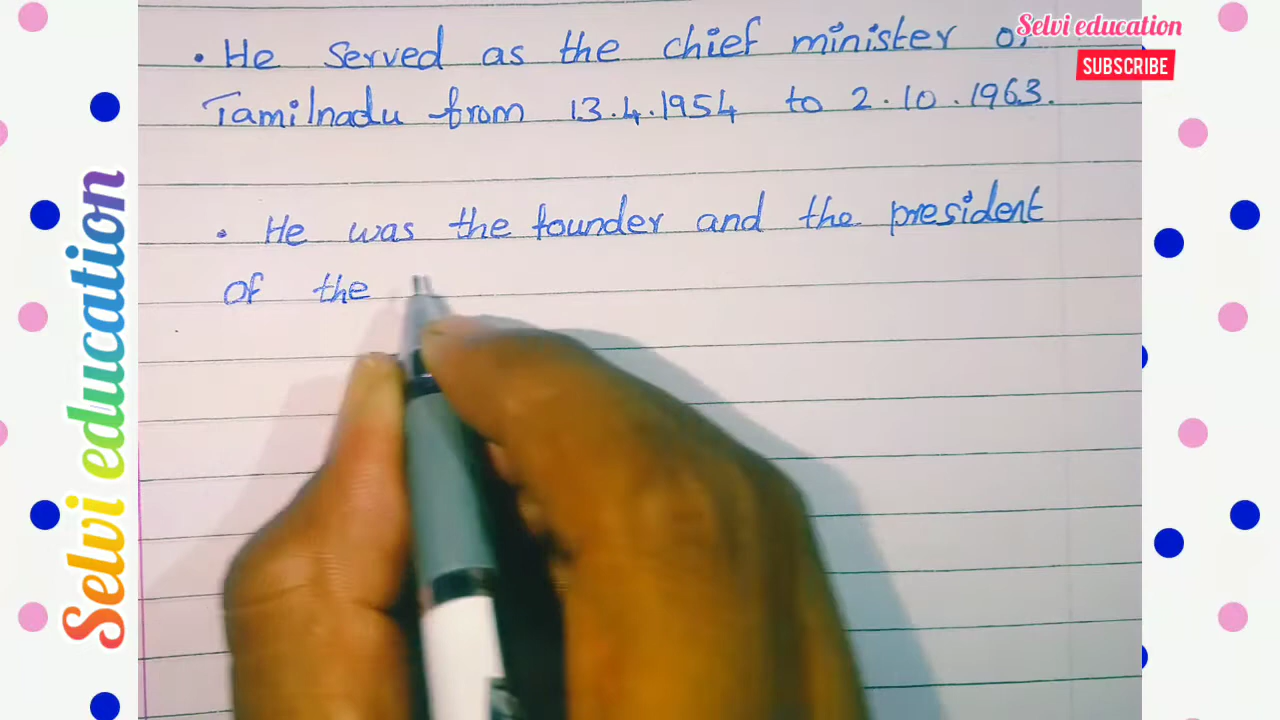 Selvi education
SUBSCRIBE
Selvi education
• He served as the chief minister
Tamilnadu from 13.4.1954 to 2.10.1963.
• He was the founder and the president
of the